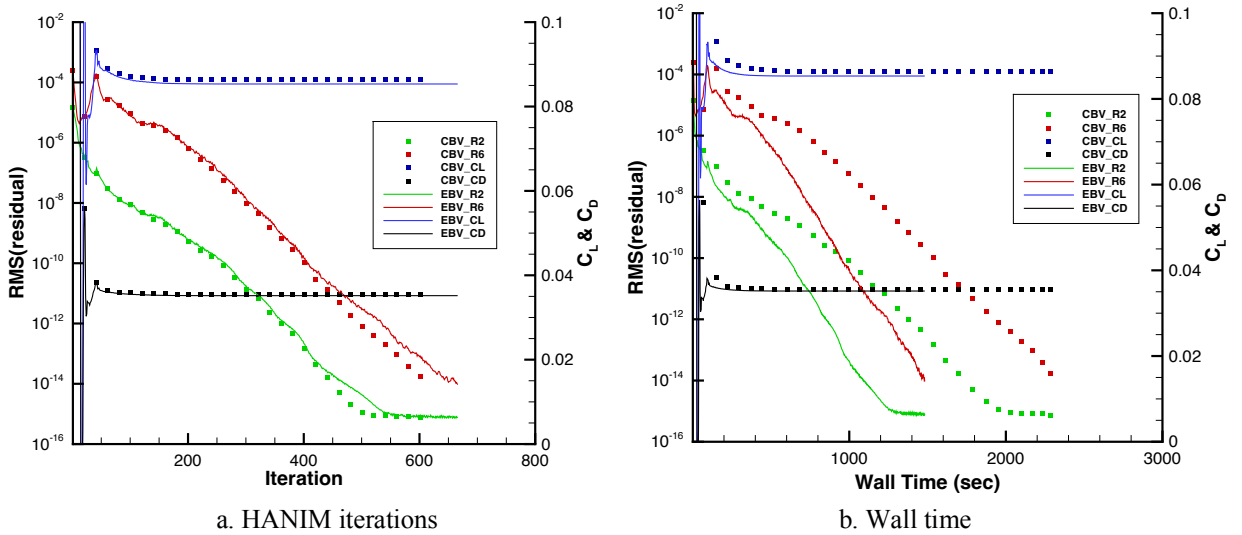 RMS(residual)
10-2
10-4
10-6
10-8
10-10
10-12
10-14
10-16
200
400
600
800
Iteration
0
0.02
0.04
0.06
0.08
0.1
CL & CD
CBV_R2
CBV_R6
CBV_CL
CBV_CD
EBV_R2
EBV_R6
EBV_CL
EBV_CD
a. HANIM iterations
RMS(residual)
10-2
10-4
10-6
10-8
10-10
10-12
10-14
10-16
1000
2000
3000
Wall Time (sec)
0
0.02
0.04
0.06
0.08
0.1
CL & CD
CBV_R2
CBV_R6
CBV_CL
CBV_CD
EBV_R2
EBV_R6
EBV_CL
EBV_CD
b. Wall time